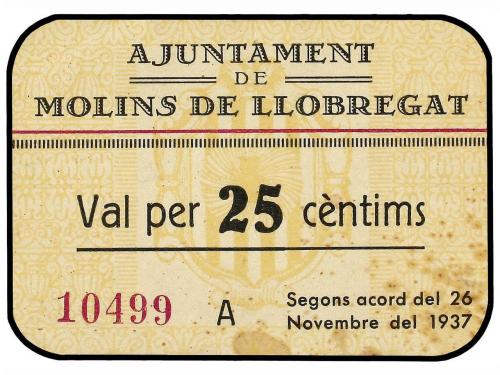 AJUNTAMENT
DE
MOLINS DE LLOBREGAT
Val per 25 cèntims
10499 A Segons acord del 26
Novembre del 1937